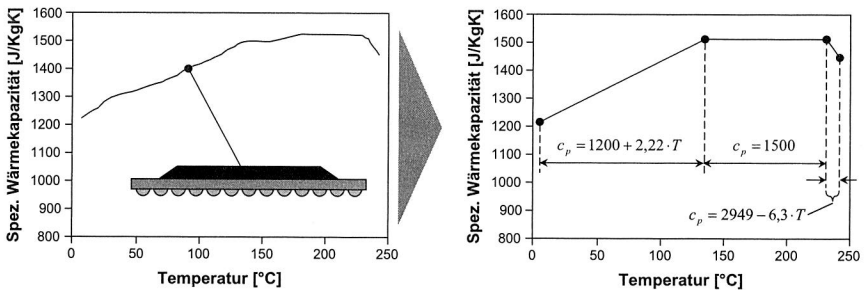 Spez. Wärmekapazität [J/KgK]
1600
1500
1400
1300
1200
1100
1000
900
800
0 50 100 150 200 250
Temperatur [°C]
Spez. Wärmekapazität [J/KgK]
1600
1500
1400
1300
1200
1100
1000
900
800
c_p = 1200 + 2,22 · T
c_p = 1500
c_p = 2949 − 6,3 · T
0 50 100 150 200 250
Temperatur [°C]